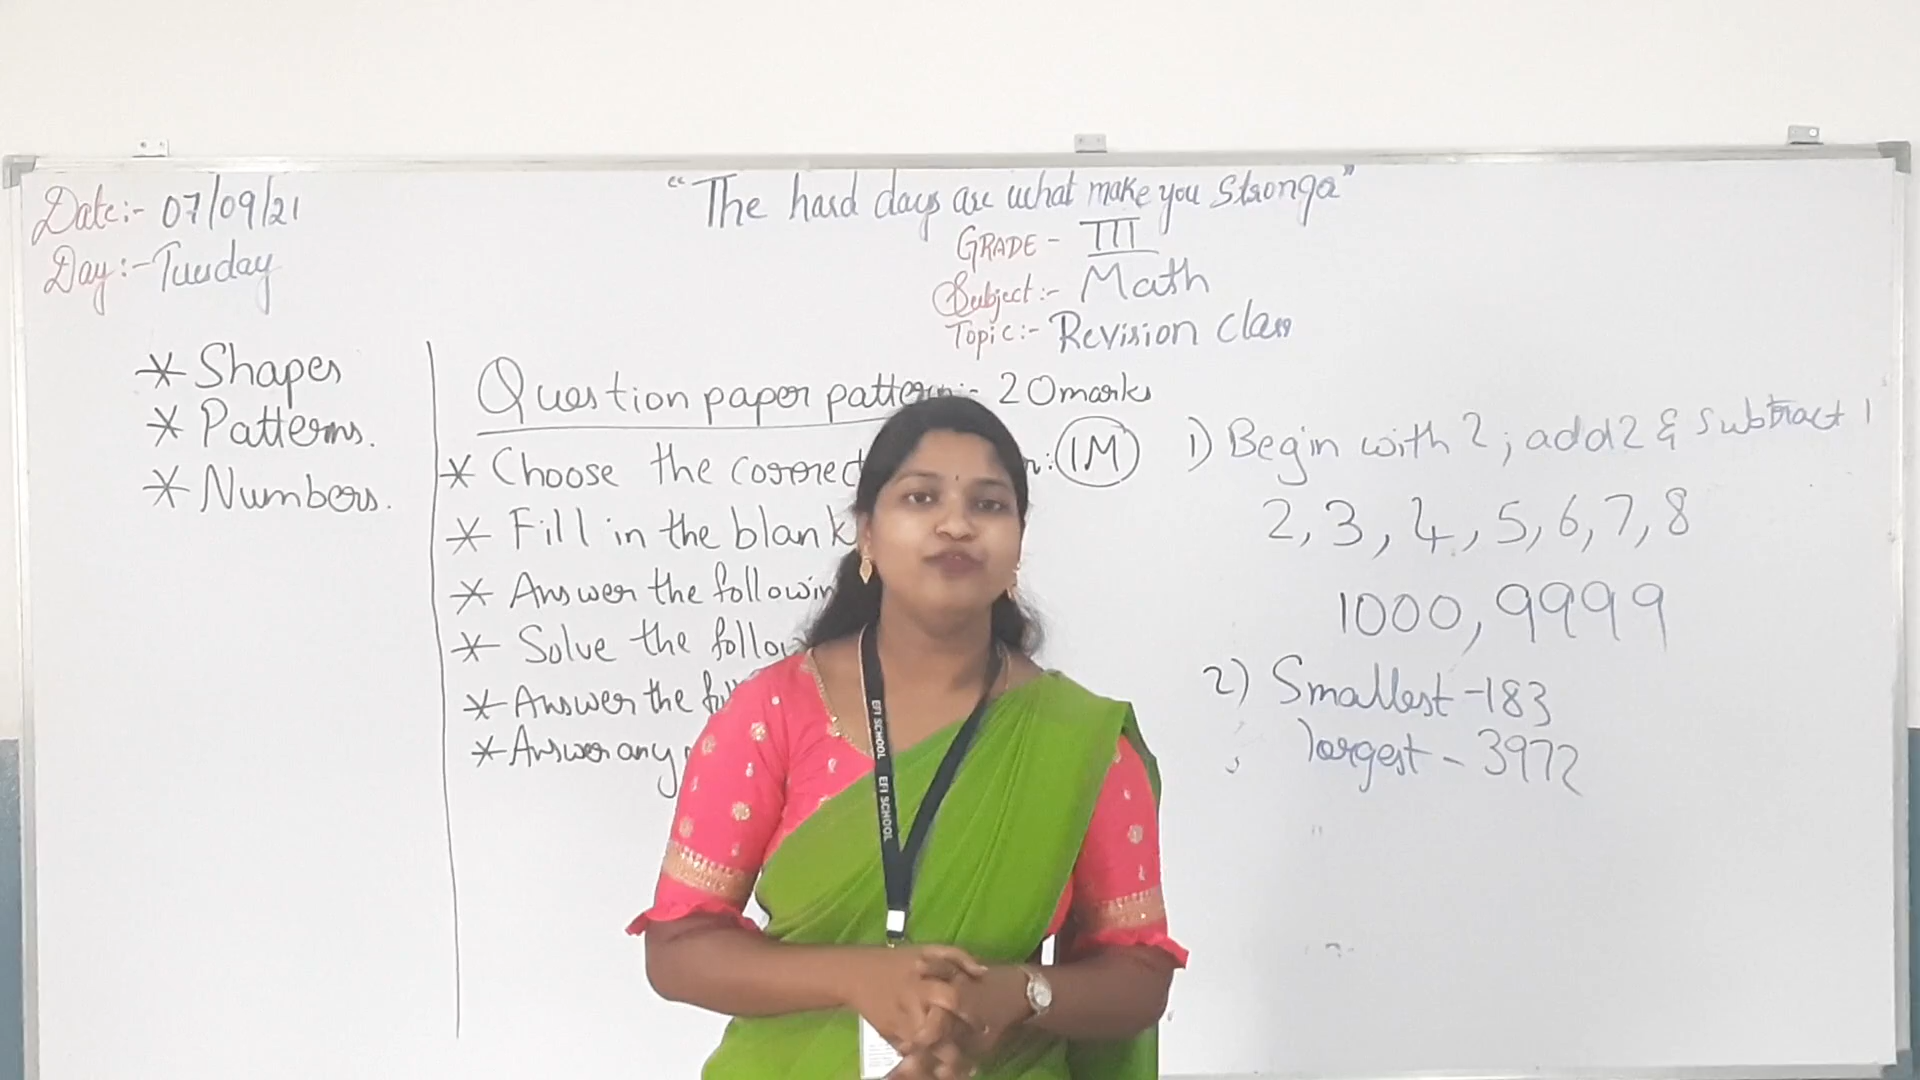 Date:- 07/09/21
Day:- Tuesday
"The hard days are what make you Stronger"
GRADE - III
Subject:- Math
Topic:- Revision class
* Shapes
* Patterns.
* Numbers.
Question paper pattern:- 20marks
* Choose the correct 1M
* Fill in the blank
* Answer the
* Solve the
* Answer the
* Answer any
1) Begin with 2; add 2 & Subtract 1
2, 3, 4, 5, 6, 7, 8
1000, 9999
2) Smallest - 183
largest - 3972
EFI SCHOOL EFI SCHOOL